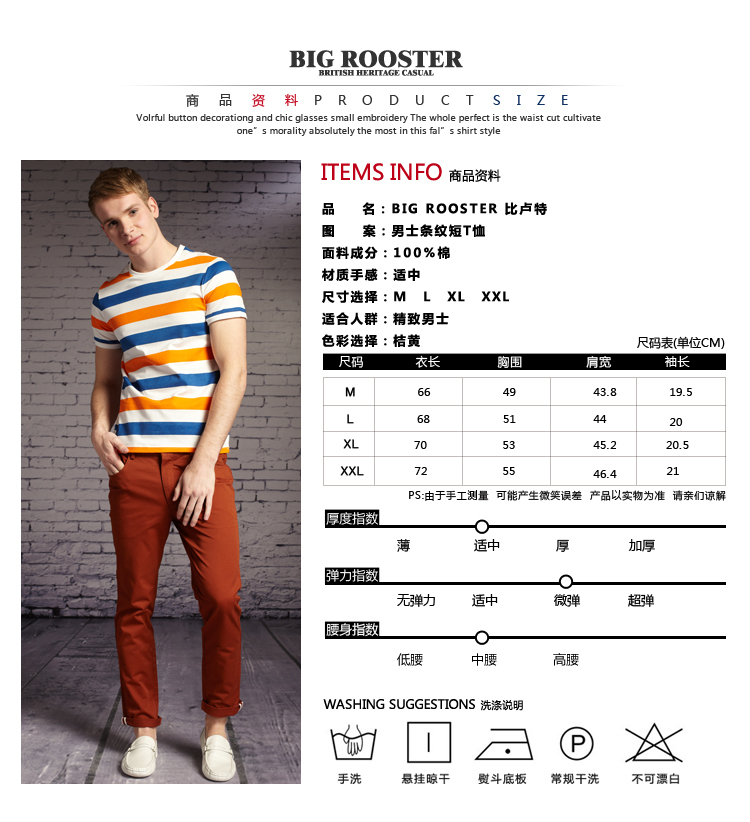 BIG ROOSTER
BRITISH HERITAGE CASUAL
商 品 资 料 P R O D U C T S I Z E
Volrful button decorationg and chic glasses small embroidery The whole perfect is the waist cut cultivate
one”s morality absolutely the most in this fal”s shirt style
ITEMS INFO 商品资料
品 名：BIG ROOSTER 比卢特
图 案：男士条纹短T恤
面料成分：100%棉
材质手感：适中
尺寸选择：M L XL XXL
适合人群：精致男士
色彩选择：桔黄
尺码表(单位CM)
尺码 衣长 胸围 肩宽 袖长
M 66 49 43.8 19.5
L 68 51 44 20
XL 70 53 45.2 20.5
XXL 72 55 46.4 21
PS:由于手工测量 可能产生微笑误差 产品以实物为准 请亲们谅解
厚度指数
薄 适中 厚 加厚
弹力指数
无弹力 适中 微弹 超弹
腰身指数
低腰 中腰 高腰
WASHING SUGGESTIONS 洗涤说明
P
手洗 悬挂晾干 熨斗底板 常规干洗 不可漂白